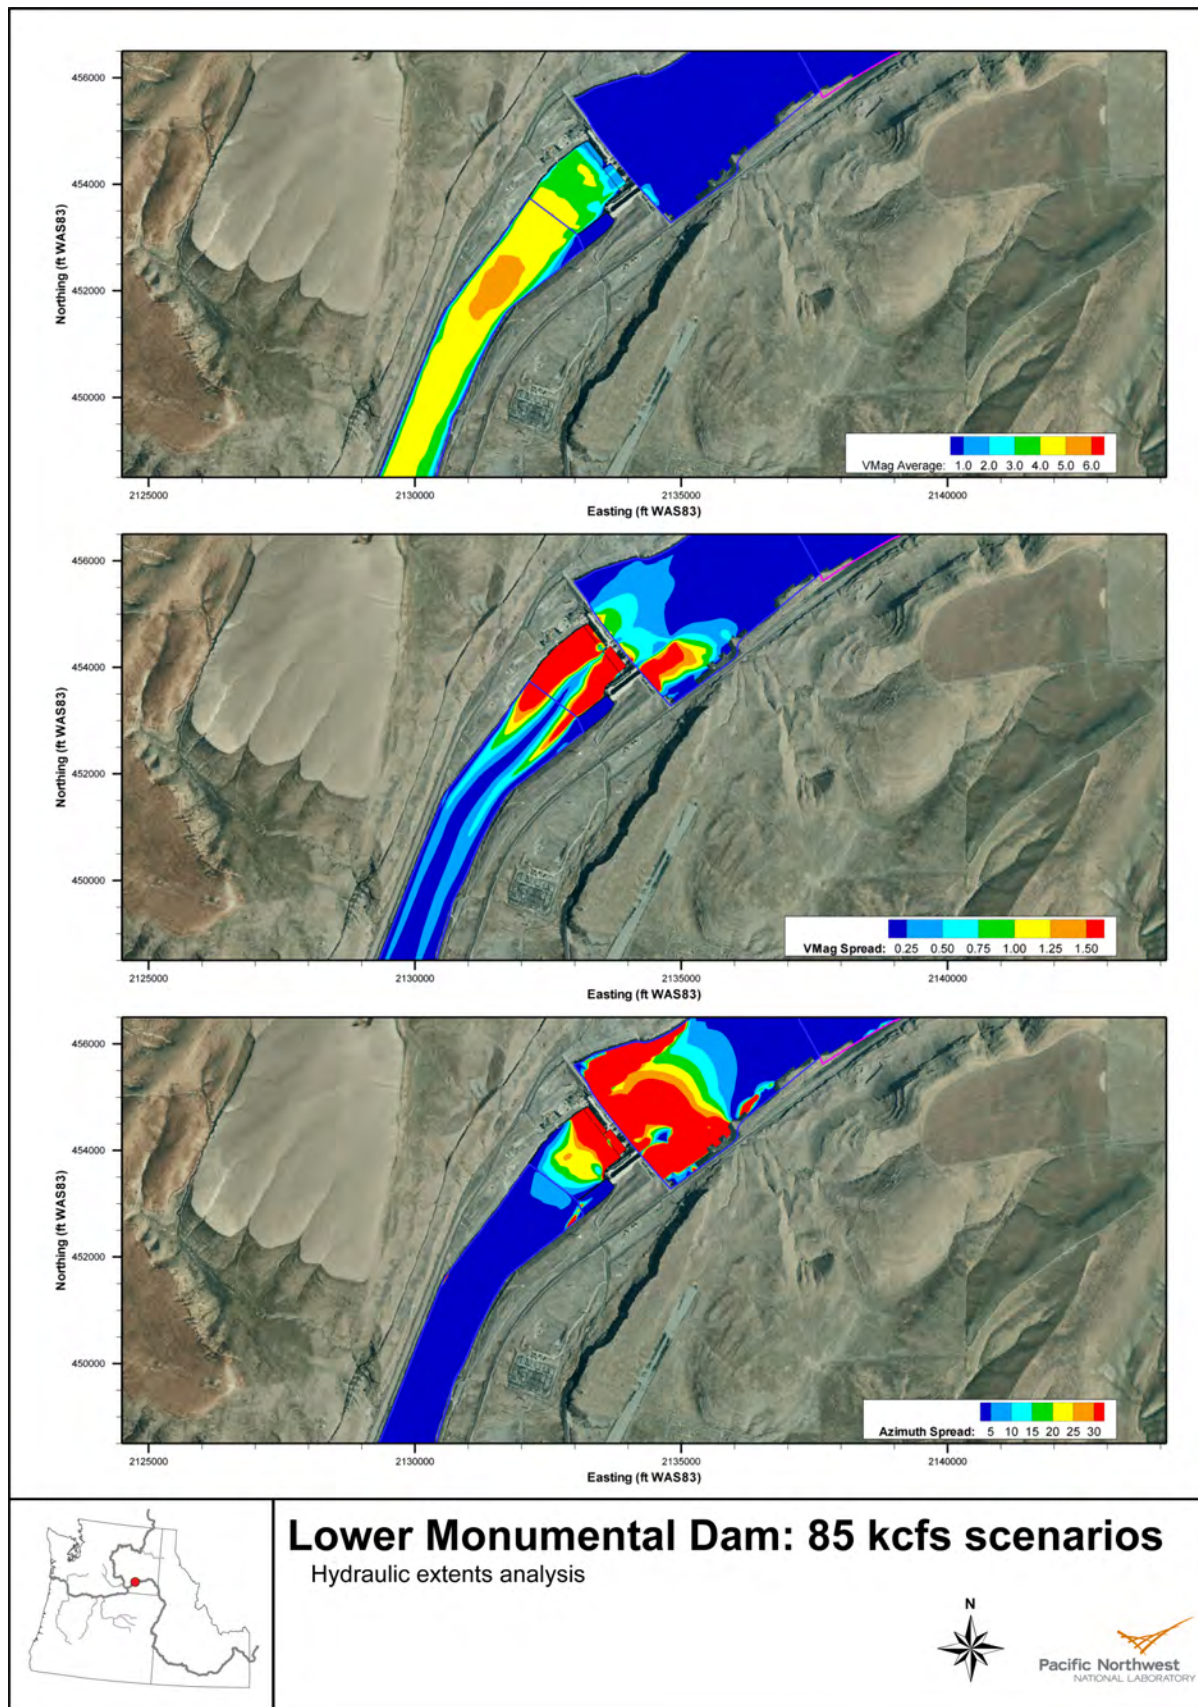 456000
454000
452000
450000
Northing (ft WAS83)
VMag Average: 1.0 2.0 3.0 4.0 5.0 6.0
2125000 2130000 2135000 2140000
Easting (ft WAS83)
456000
454000
452000
450000
Northing (ft WAS83)
VMag Spread: 0.25 0.50 0.75 1.00 1.25 1.50
2125000 2130000 2135000 2140000
Easting (ft WAS83)
456000
454000
452000
450000
Northing (ft WAS83)
Azimuth Spread: 5 10 15 20 25 30
2125000 2130000 2135000 2140000
Easting (ft WAS83)
Lower Monumental Dam: 85 kcfs scenarios
Hydraulic extents analysis
N
Pacific Northwest
NATIONAL LABORATORY